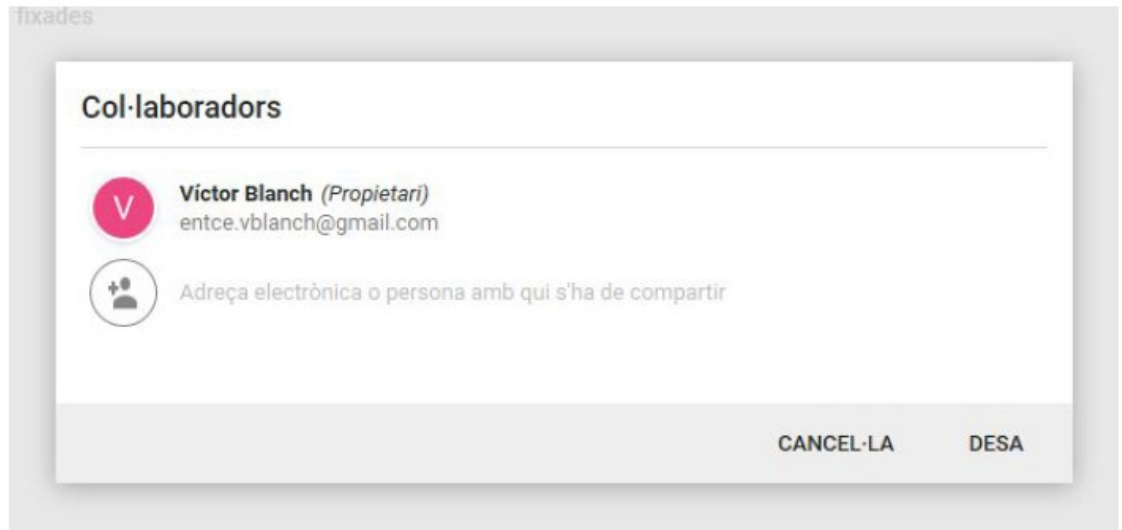 fixades
Col·laboradors
V
Víctor Blanch (Propietari)
entce.vblanch@gmail.com
Adreça electrònica o persona amb qui s'ha de compartir
CANCEL·LA DESA